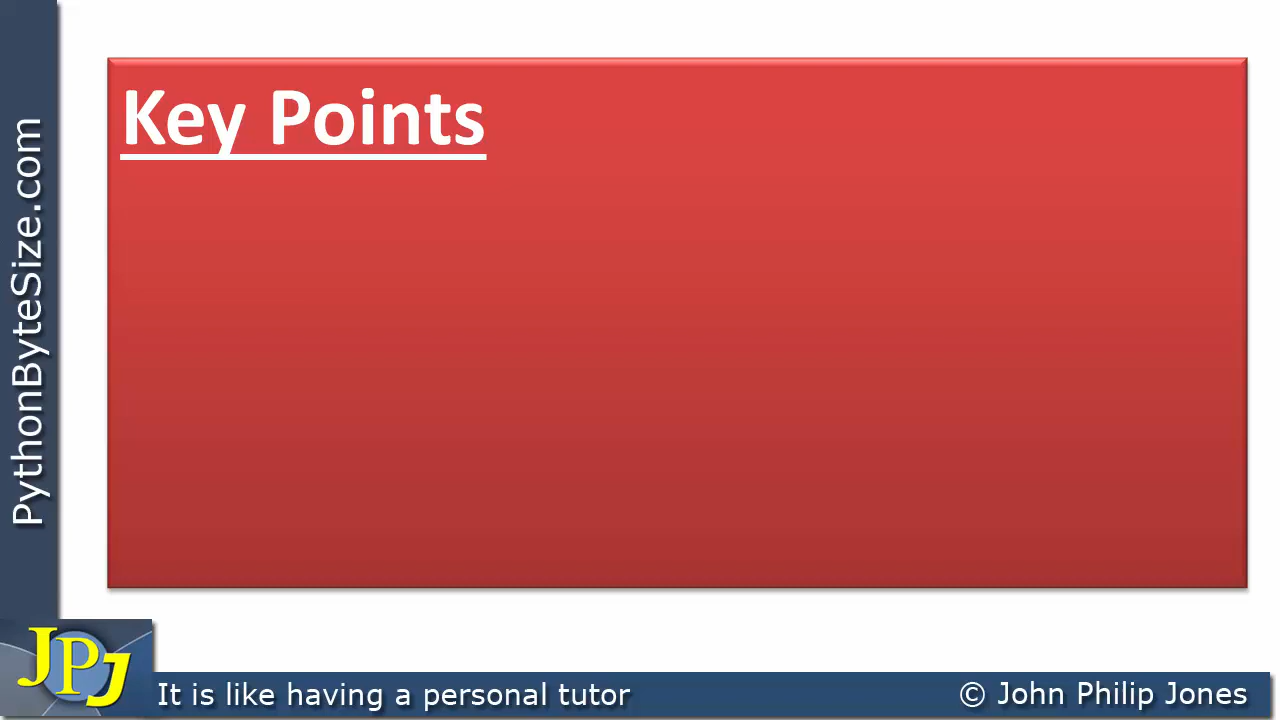 Key Points
PythonByteSize.com
JPJ
It is like having a personal tutor
© John Philip Jones